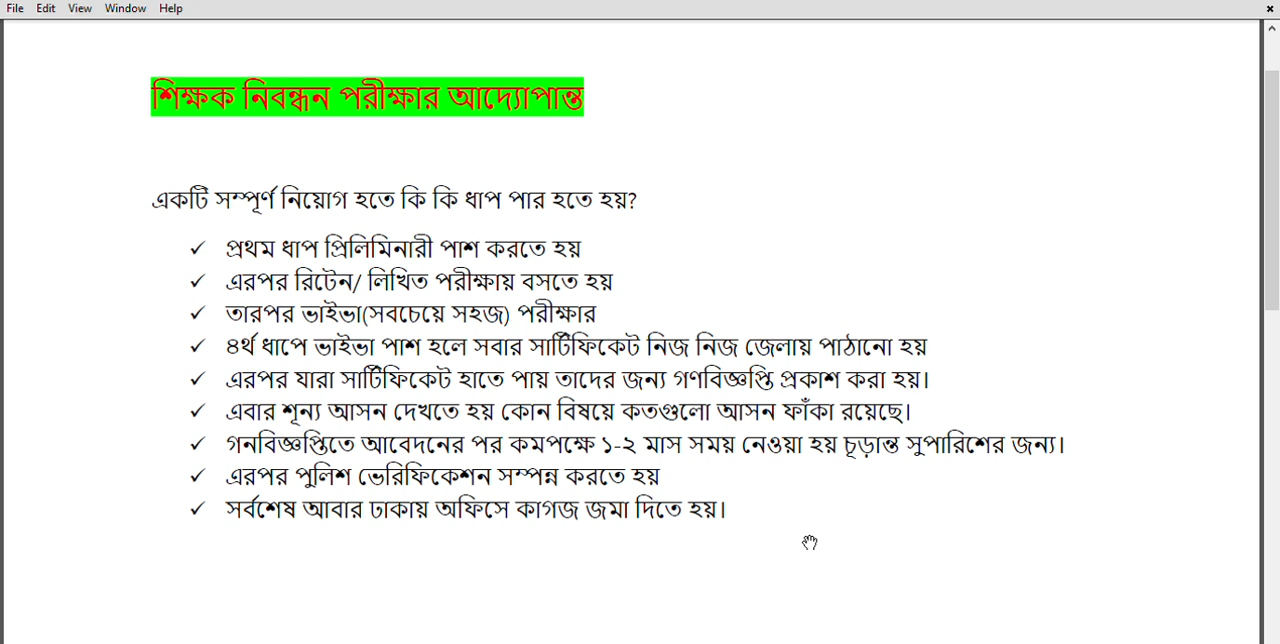 File Edit View Window Help
শিক্ষক নিবন্ধন পরীক্ষার আদ্যোপান্ত
একটি সম্পূর্ণ নিয়োগ হতে কি কি ধাপ পার হতে হয়?
✓ প্রথম ধাপ প্রিলিমিনারী পাশ করতে হয়
✓ এরপর রিটেন/ লিখিত পরীক্ষায় বসতে হয়
✓ তারপর ভাইভা(সবচেয়ে সহজ) পরীক্ষার
✓ ৪র্থ ধাপে ভাইভা পাশ হলে সবার সার্টিফিকেট নিজ নিজ জেলায় পাঠানো হয়
✓ এরপর যারা সার্টিফিকেট হাতে পায় তাদের জন্য গণবিজ্ঞপ্তি প্রকাশ করা হয়।
✓ এবার শূন্য আসন দেখতে হয় কোন বিষয়ে কতগুলো আসন ফাঁকা রয়েছে।
✓ গনবিজ্ঞপ্তিতে আবেদনের পর কমপক্ষে ১-২ মাস সময় নেওয়া হয় চূড়ান্ত সুপারিশের জন্য।
✓ এরপর পুলিশ ভেরিফিকেশন সম্পন্ন করতে হয়
✓ সর্বশেষ আবার ঢাকায় অফিসে কাগজ জমা দিতে হয়।